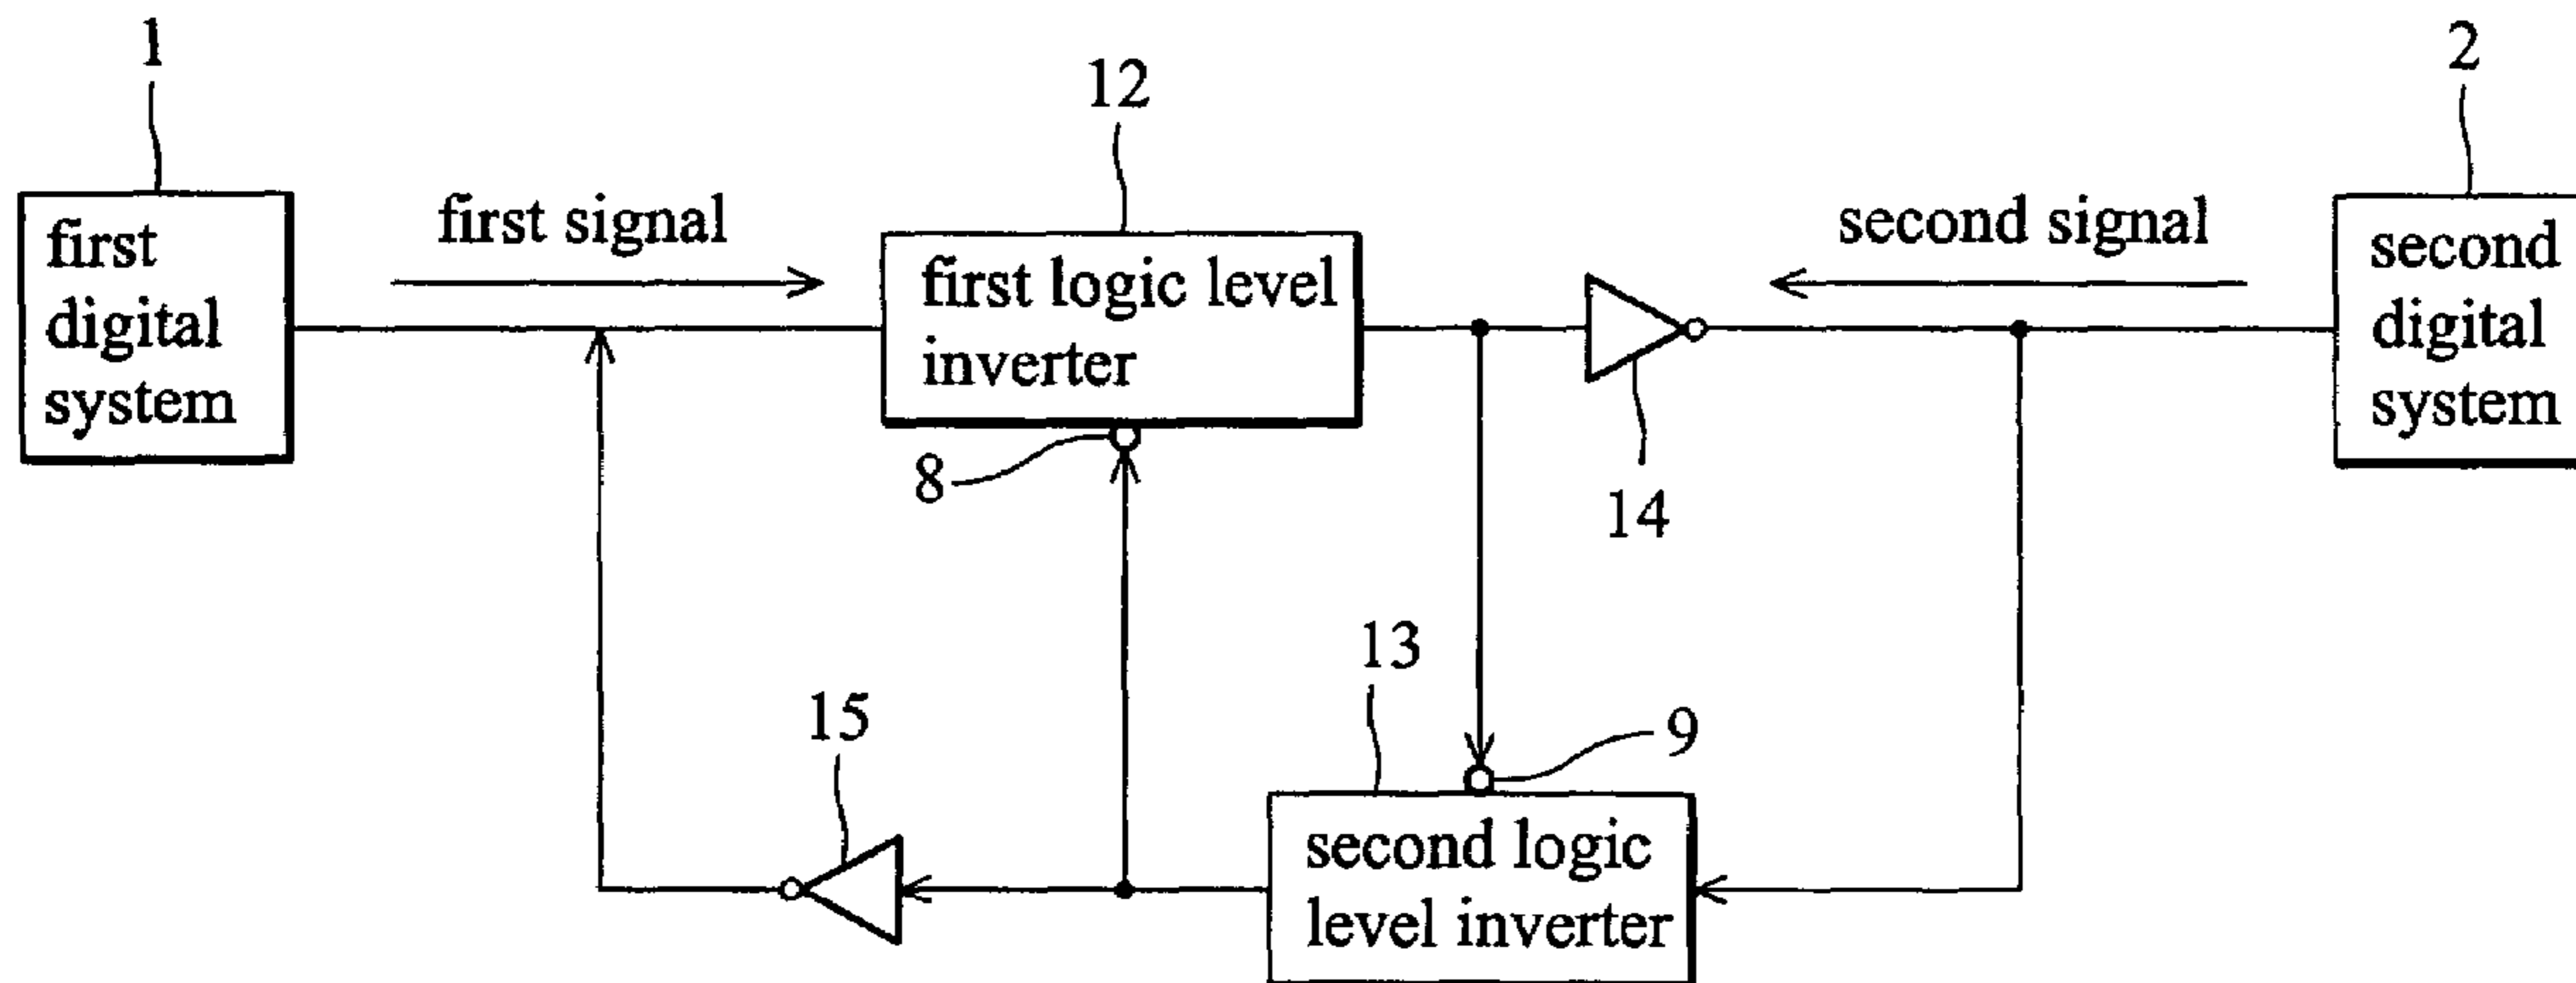 1
2
12
first signal
second signal
first
digital
system
first logic level
inverter
second
digital
system
8
14
13
15
9
second logic
level inverter